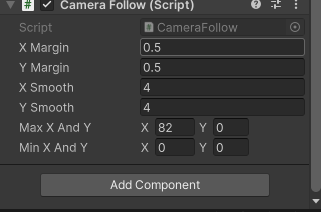 Camera Follow (Script)
Script CameraFollow
X Margin 0.5
Y Margin 0.5
X Smooth 4
Y Smooth 4
Max X And Y X 82 Y 0
Min X And Y X 0 Y 0
Add Component